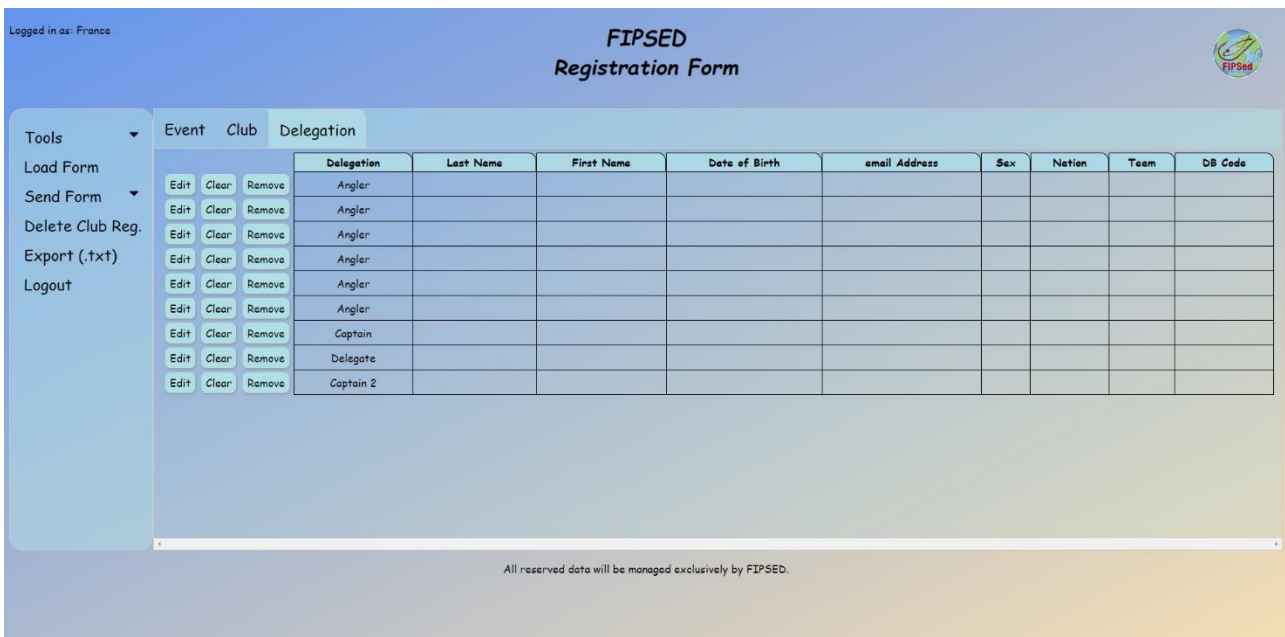 Logged in as: France
FIPSED
Registration Form
FIPSed
Tools
Load Form
Send Form
Delete Club Reg.
Export (.txt)
Logout
Event Club Delegation
Delegation Last Name First Name Date of Birth email Address Sex Nation Team DB Code
Edit Clear Remove Angler
Edit Clear Remove Angler
Edit Clear Remove Angler
Edit Clear Remove Angler
Edit Clear Remove Angler
Edit Clear Remove Angler
Edit Clear Remove Captain
Edit Clear Remove Delegate
Edit Clear Remove Captain 2
All reserved data will be managed exclusively by FIPSED.